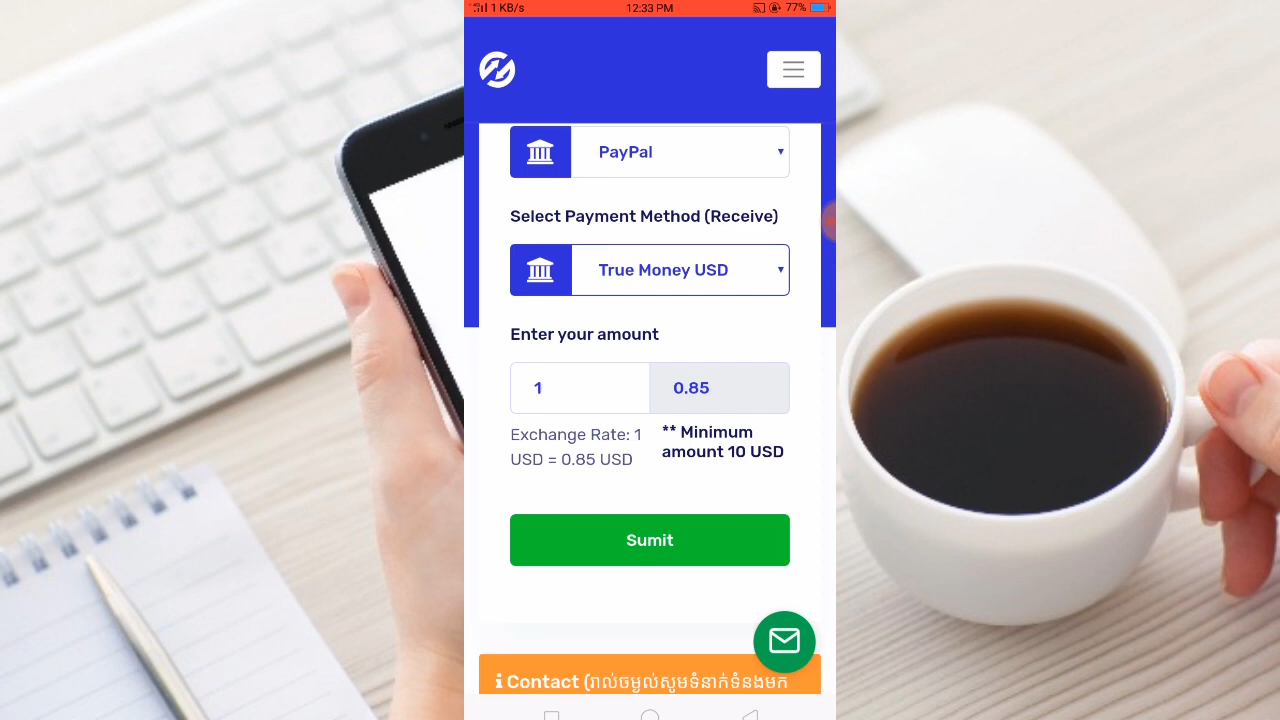 1 KB/s 12:33 PM 77%
PayPal
Select Payment Method (Receive)
True Money USD
Enter your amount
1 0.85
Exchange Rate: 1
USD = 0.85 USD
** Minimum
amount 10 USD
Sumit
Contact (រាល់ចម្ងល់សូមទំនាក់ទំនងមក